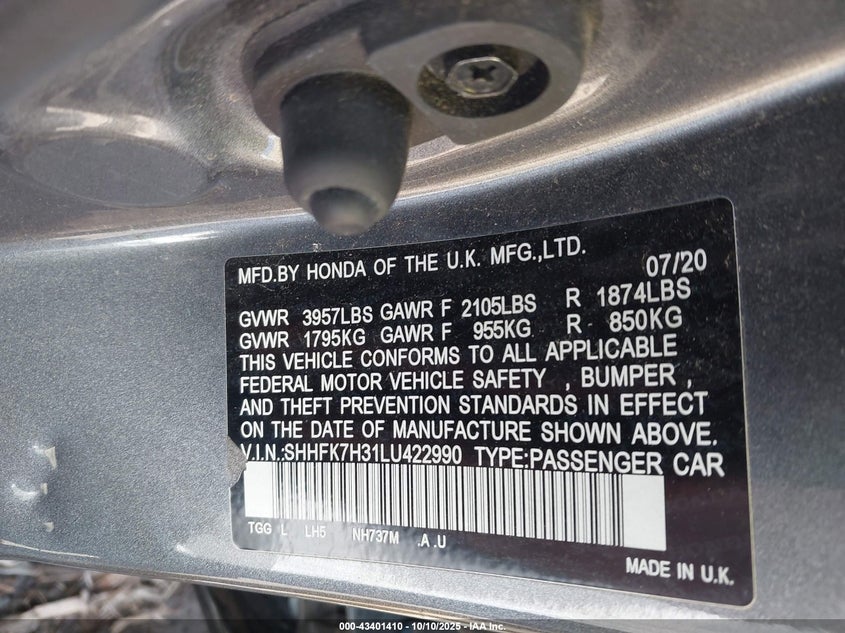 MFD.BY HONDA OF THE U.K. MFG.,LTD. 07/20
GVWR 3957LBS GAWR F 2105LBS R 1874LBS
GVWR 1795KG GAWR F 955KG R 850KG
THIS VEHICLE CONFORMS TO ALL APPLICABLE
FEDERAL MOTOR VEHICLE SAFETY , BUMPER ,
AND THEFT PREVENTION STANDARDS IN EFFECT
ON THE DATE OF MANUFACTURE SHOWN ABOVE.
V.I.N.:SHHFK7H31LU422990 TYPE:PASSENGER CAR
TGG L LH5 NH737M .A .U
MADE IN U.K.
000-43401410 - 10/10/2025 - IAA Inc.